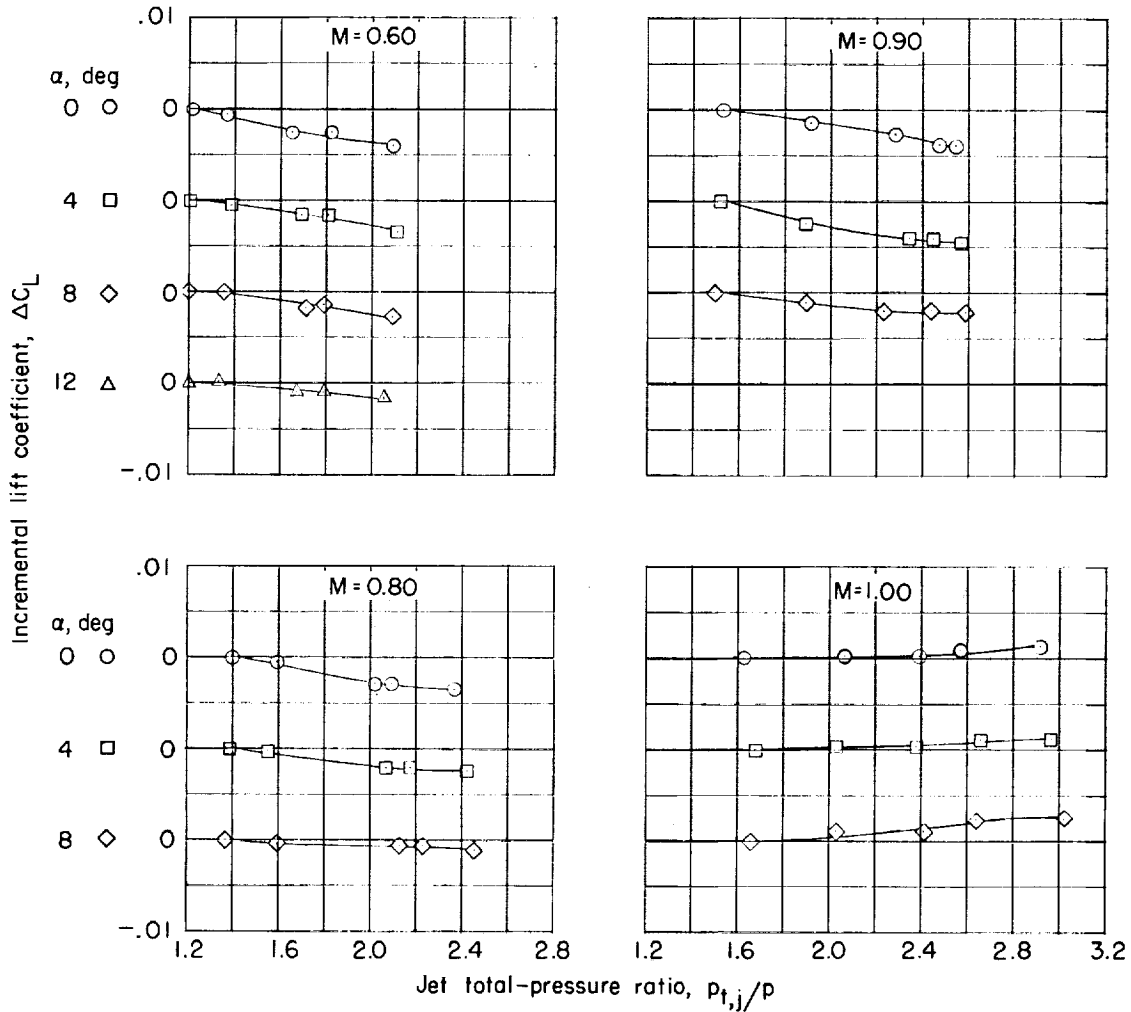 Incremental lift coefficient, ΔC_L
.01
M=0.60
α, deg
0 0
4 0
8 0
12 0
-.01
M=0.90
.01
M=0.80
α, deg
0 0
4 0
8 0
-.01
1.2 1.6 2.0 2.4 2.8
M=1.00
1.2 1.6 2.0 2.4 2.8 3.2
Jet total-pressure ratio, p_t,j/p